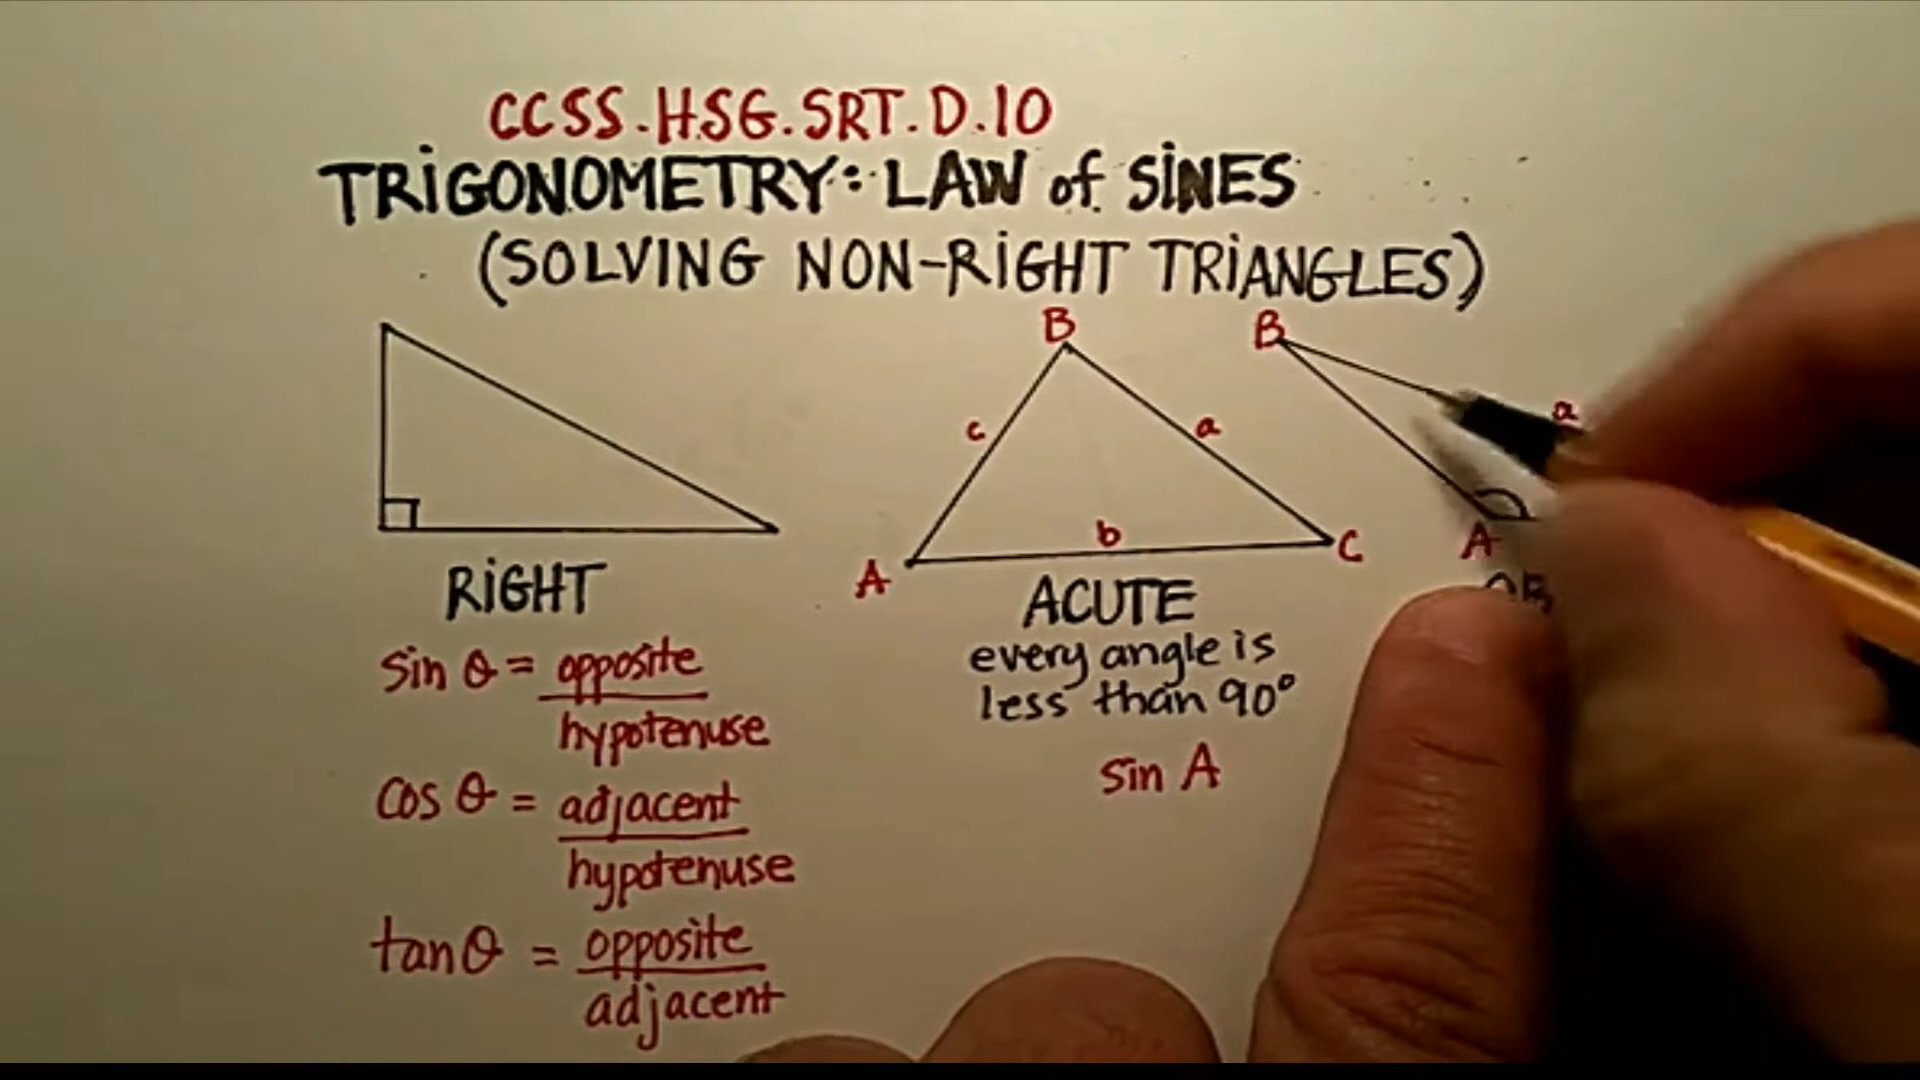 CCSS.HSG.SRT.D.10
TRIGONOMETRY: LAW of SINES
(SOLVING NON-RIGHT TRIANGLES)
B
c
a
b
A
C
B
a
A
RIGHT
sin θ = opposite
hypotenuse
cos θ = adjacent
hypotenuse
tan θ = opposite
adjacent
ACUTE
every angle is
less than 90°
sin A